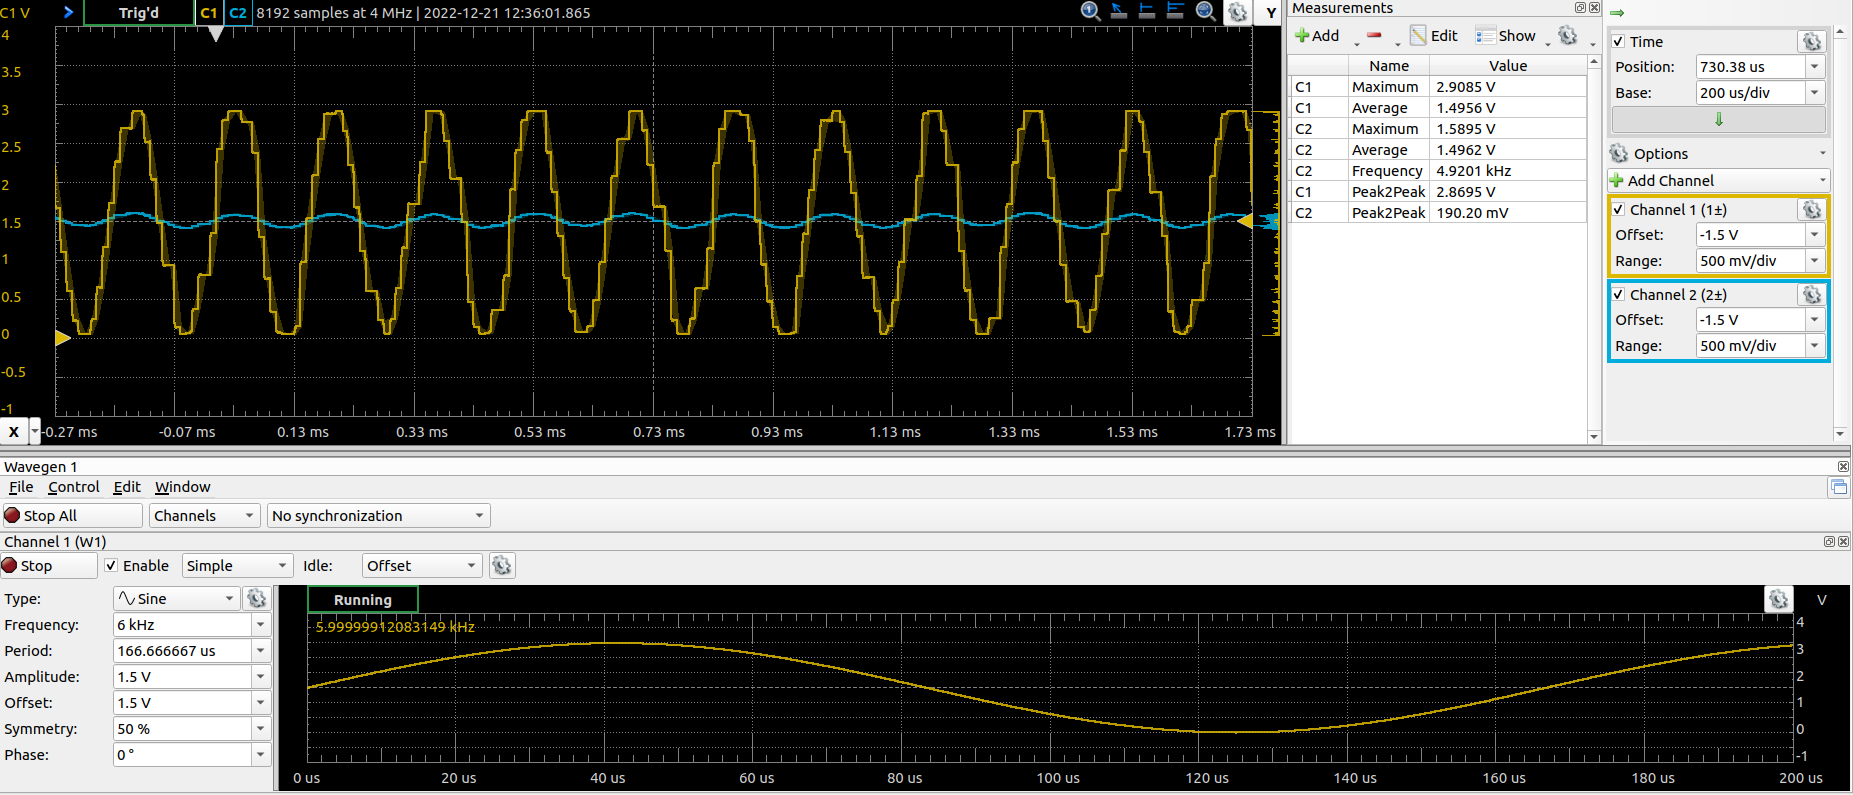 C1 V Trig'd C1 C2 8192 samples at 4 MHz | 2022-12-21 12:36:01.865 Y
4
3.5
3
2.5
2
1.5
1
0.5
0
-0.5
-1
X -0.27 ms -0.07 ms 0.13 ms 0.33 ms 0.53 ms 0.73 ms 0.93 ms 1.13 ms 1.33 ms 1.53 ms 1.73 ms
Measurements
Add Edit Show
Name Value
C1 Maximum 2.9085 V
C1 Average 1.4956 V
C2 Maximum 1.5895 V
C2 Average 1.4962 V
C2 Frequency 4.9201 kHz
C1 Peak2Peak 2.8695 V
C2 Peak2Peak 190.20 mV
Time
Position: 730.38 us
Base: 200 us/div
Options
Add Channel
Channel 1 (1±)
Offset: -1.5 V
Range: 500 mV/div
Channel 2 (2±)
Offset: -1.5 V
Range: 500 mV/div
Wavegen 1
File Control Edit Window
Stop All Channels No synchronization
Channel 1 (W1)
Stop Enable Simple Idle: Offset
Type: Sine
Frequency: 6 kHz
Period: 166.666667 us
Amplitude: 1.5 V
Offset: 1.5 V
Symmetry: 50 %
Phase: 0 °
Running V
5.99999912083149 kHz
4
3
2
1
0
-1
0 us 20 us 40 us 60 us 80 us 100 us 120 us 140 us 160 us 180 us 200 us